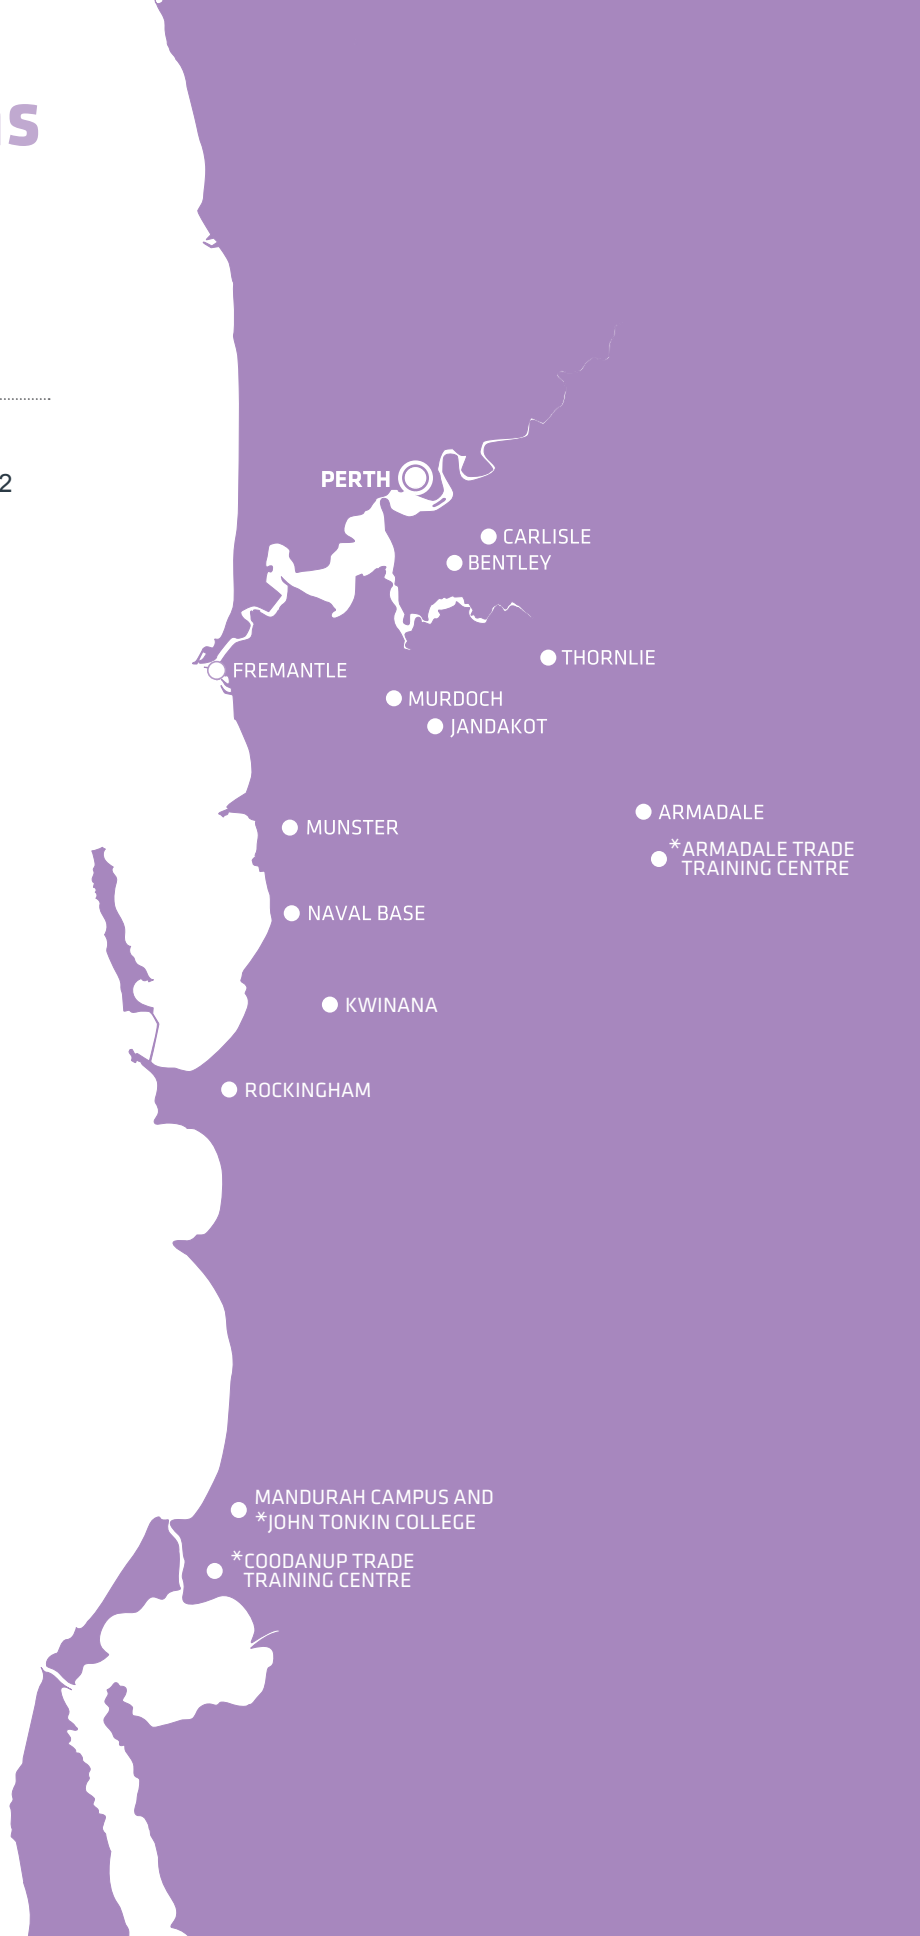 s
2
PERTH
CARLISLE
BENTLEY
THORNLIE
FREMANTLE
MURDOCH
JANDAKOT
ARMADALE
MUNSTER
*ARMADALE TRADE
TRAINING CENTRE
NAVAL BASE
KWINANA
ROCKINGHAM
MANDURAH CAMPUS AND
*JOHN TONKIN COLLEGE
*COODANUP TRADE
TRAINING CENTRE